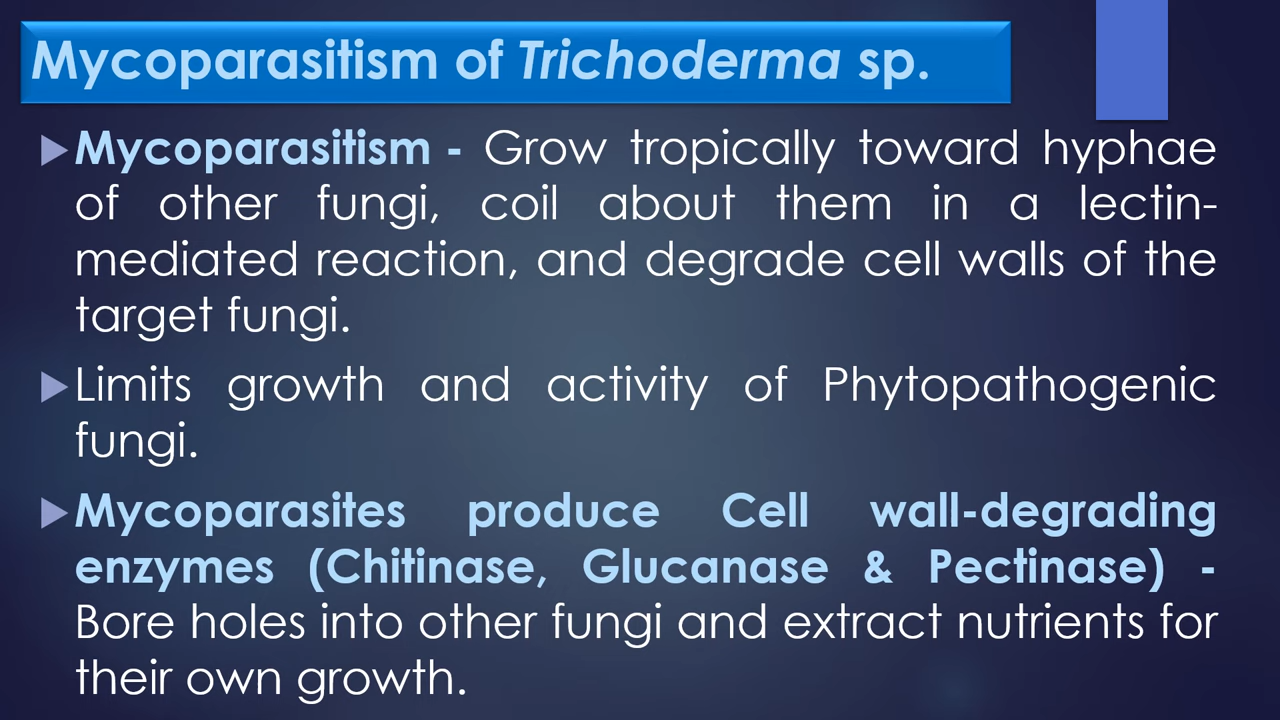 Mycoparasitism of Trichoderma sp.
Mycoparasitism - Grow tropically toward hyphae
of other fungi, coil about them in a lectin-
mediated reaction, and degrade cell walls of the
target fungi.
Limits growth and activity of Phytopathogenic
fungi.
Mycoparasites produce Cell wall-degrading
enzymes (Chitinase, Glucanase & Pectinase) -
Bore holes into other fungi and extract nutrients for
their own growth.